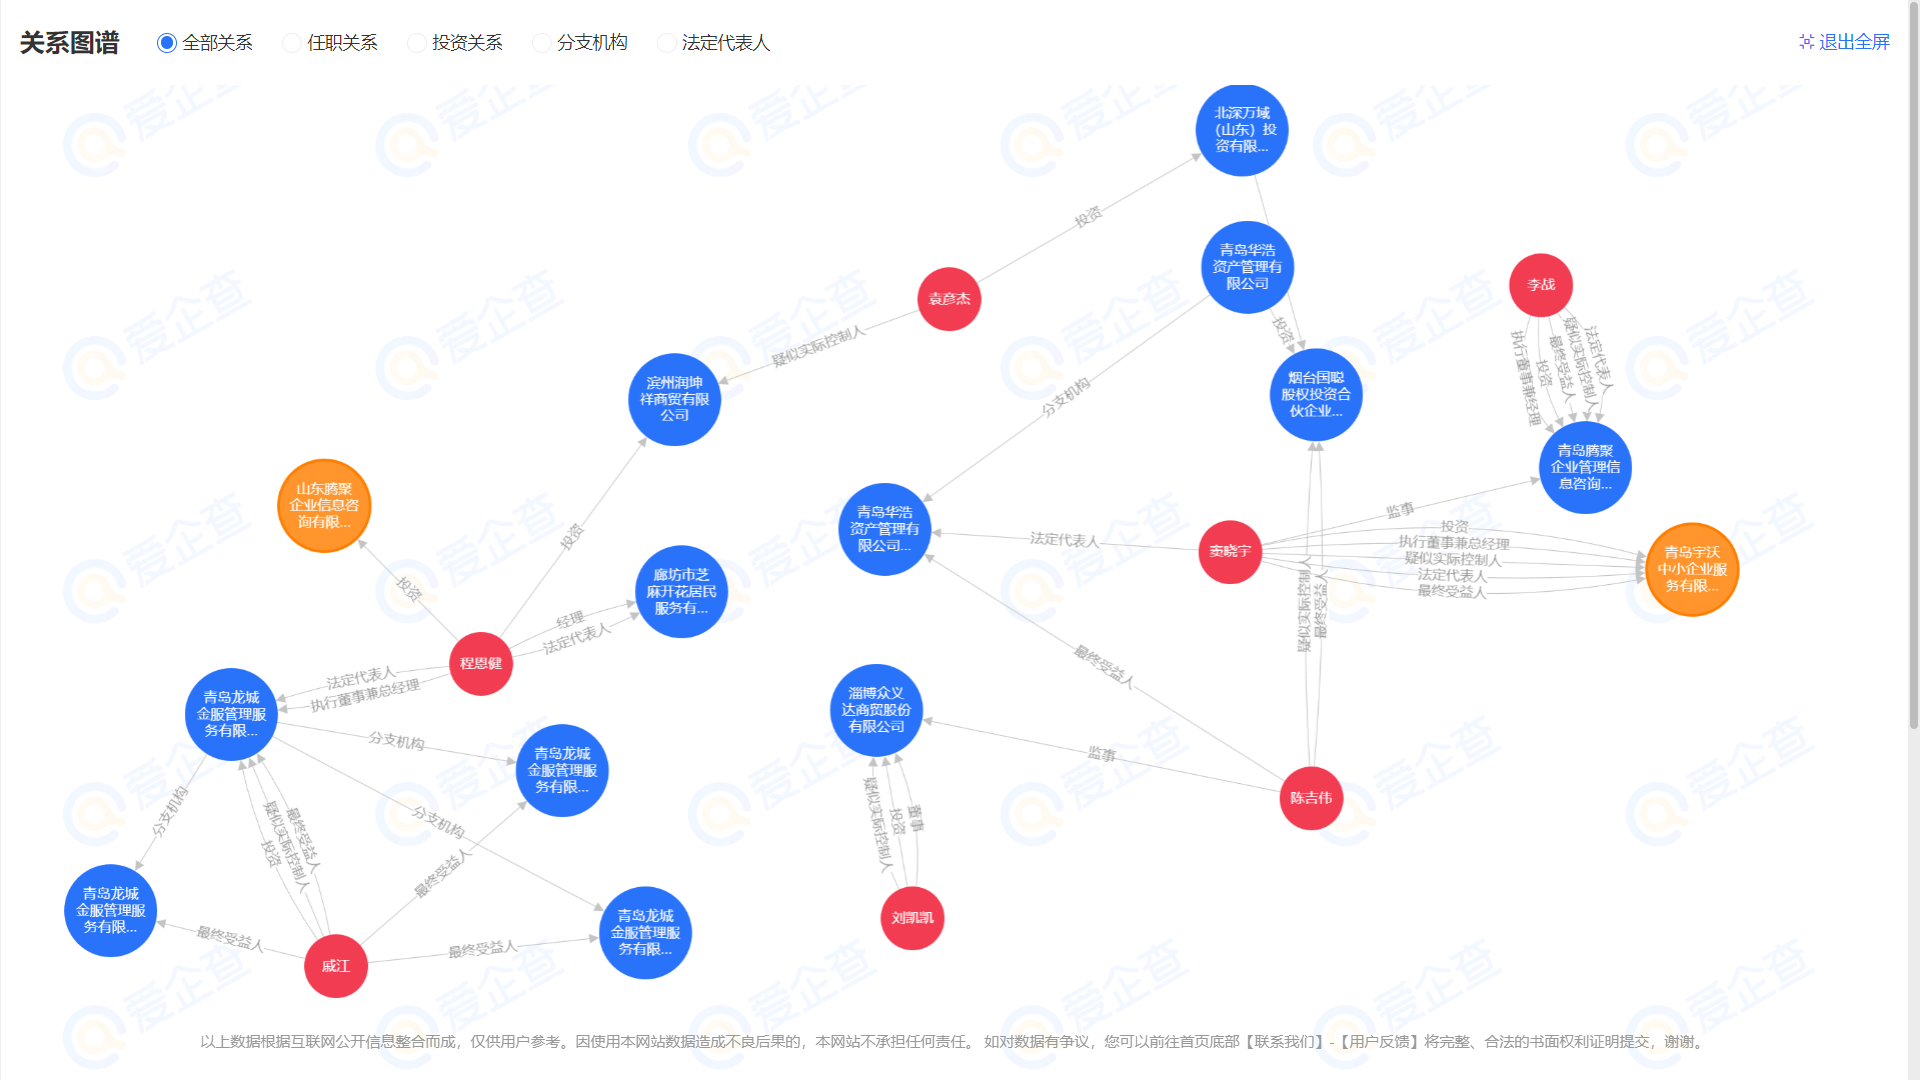 关系图谱
全部关系
任职关系
投资关系
分支机构
法定代表人
退出全屏
北深万域
（山东）投
资有限...
投资
青岛华浩
资产管理有
限公司
李战
袁彦杰
疑似实际控制人
投资
执行董事兼经理
投资
最终受益人
疑似实际控制人
法定代表人
滨州润坤
祥商贸有限
公司
烟台国聪
股权投资合
伙企业...
分支机构
青岛腾聚
企业管理信
息咨询...
山东腾聚
企业信息咨
询有限...
投资
青岛华浩
资产管理有
限公司...
法定代表人
窦晓宇
监事
投资
执行董事兼总经理
疑似实际控制人
法定代表人
最终受益人
青岛宇沃
中小企业服
务有限...
投资
廊坊市芝
麻开花居民
服务有...
经理
法定代表人
疑似实际控制人
最终受益人
程恩健
法定代表人
执行董事兼总经理
最终受益人
青岛龙城
金服管理服
务有限...
淄博众义
达商贸股份
有限公司
分支机构
监事
青岛龙城
金服管理服
务有限...
陈吉伟
分支机构
投资
疑似实际控制人
最终受益人
分支机构
疑似实际控制人
投资
董事
最终受益人
青岛龙城
金服管理服
务有限...
最终受益人
戚江
最终受益人
青岛龙城
金服管理服
务有限...
刘凯凯
以上数据根据互联网公开信息整合而成，仅供用户参考。因使用本网站数据造成不良后果的，本网站不承担任何责任。 如对数据有争议，您可以前往首页底部【联系我们】-【用户反馈】将完整、合法的书面权利证明提交，谢谢。
爱企查